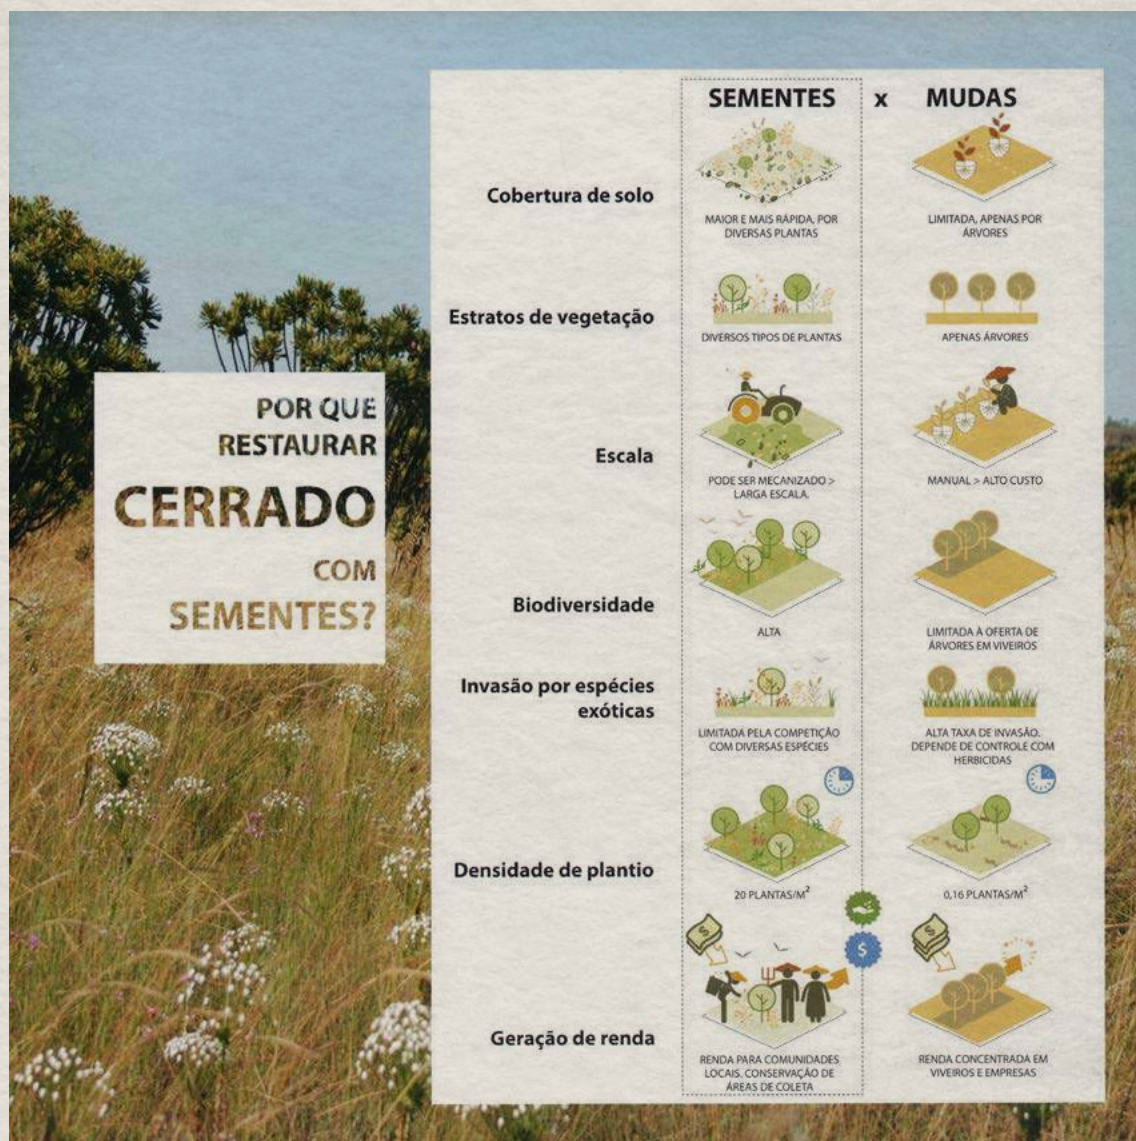 POR QUE
RESTAURAR
CERRADO
COM
SEMENTES?
SEMENTES x MUDAS
Cobertura de solo
MAIOR E MAIS RÁPIDA, POR
DIVERSAS PLANTAS
LIMITADA, APENAS POR
ÁRVORES
Estratos de vegetação
DIVERSOS TIPOS DE PLANTAS
APENAS ÁRVORES
Escala
PODE SER MECANIZADO >
LARGA ESCALA.
MANUAL > ALTO CUSTO
Biodiversidade
ALTA
LIMITADA À OFERTA DE
ÁRVORES EM VIVEIROS
Invasão por espécies
exóticas
LIMITADA PELA COMPETIÇÃO
COM DIVERSAS ESPÉCIES
ALTA TAXA DE INVASÃO.
DEPENDE DE CONTROLE COM
HERBICIDAS
Densidade de plantio
20 PLANTAS/M²
0,16 PLANTAS/M²
Geração de renda
$
$
$
RENDA PARA COMUNIDADES
LOCAIS. CONSERVAÇÃO DE
ÁREAS DE COLETA
RENDA CONCENTRADA EM
VIVEIROS E EMPRESAS